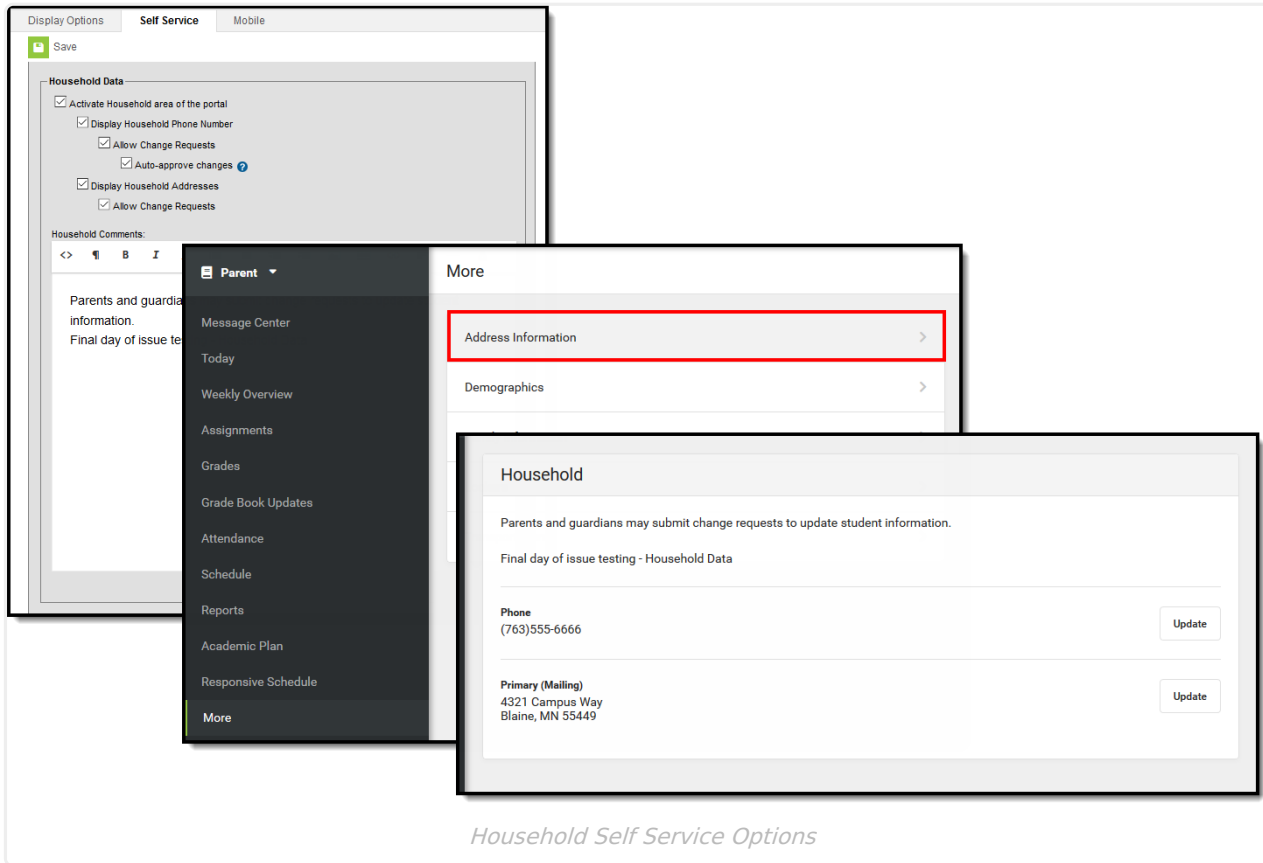 Display Options Self Service Mobile
Save
Household Data
Activate Household area of the portal
Display Household Phone Number
Allow Change Requests
Auto-approve changes ?
Display Household Addresses
Allow Change Requests
Household Comments:
<> ¶ B I
Parents and guardia
information.
Final day of issue te
Parent
Message Center
Today
Weekly Overview
Assignments
Grades
Grade Book Updates
Attendance
Schedule
Reports
Academic Plan
Responsive Schedule
More
More
Address Information
Demographics
Household
Parents and guardians may submit change requests to update student information.
Final day of issue testing - Household Data
Phone
(763)555-6666
Update
Primary (Mailing)
4321 Campus Way
Blaine, MN 55449
Update
Household Self Service Options